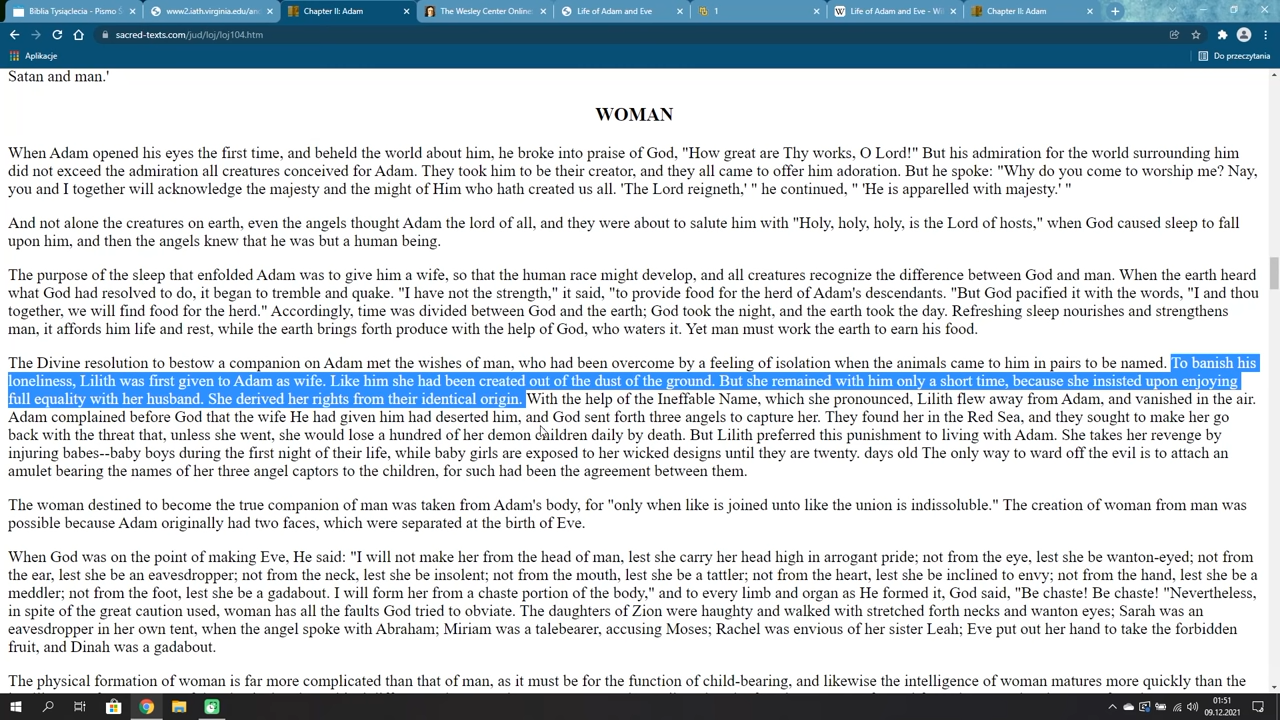 Biblia Tysiąclecia - Pismo Ś
www2.iath.virginia.edu/an
Chapter II: Adam
The Wesley Center Online:
Life of Adam and Eve
1
Life of Adam and Eve - Wi
Chapter II: Adam
sacred-texts.com/jud/loj/loj104.htm
Aplikacje
Do przeczytania
Satan and man.'
WOMAN
When Adam opened his eyes the first time, and beheld the world about him, he broke into praise of God, "How great are Thy works, O Lord!" But his admiration for the world surrounding him
did not exceed the admiration all creatures conceived for Adam. They took him to be their creator, and they all came to offer him adoration. But he spoke: "Why do you come to worship me? Nay,
you and I together will acknowledge the majesty and the might of Him who hath created us all. 'The Lord reigneth,' " he continued, " 'He is apparelled with majesty.' "
And not alone the creatures on earth, even the angels thought Adam the lord of all, and they were about to salute him with "Holy, holy, holy, is the Lord of hosts," when God caused sleep to fall
upon him, and then the angels knew that he was but a human being.
The purpose of the sleep that enfolded Adam was to give him a wife, so that the human race might develop, and all creatures recognize the difference between God and man. When the earth heard
what God had resolved to do, it began to tremble and quake. "I have not the strength," it said, "to provide food for the herd of Adam's descendants. "But God pacified it with the words, "I and thou
together, we will find food for the herd." Accordingly, time was divided between God and the earth; God took the night, and the earth took the day. Refreshing sleep nourishes and strengthens
man, it affords him life and rest, while the earth brings forth produce with the help of God, who waters it. Yet man must work the earth to earn his food.
The Divine resolution to bestow a companion on Adam met the wishes of man, who had been overcome by a feeling of isolation when the animals came to him in pairs to be named. To banish his
loneliness, Lilith was first given to Adam as wife. Like him she had been created out of the dust of the ground. But she remained with him only a short time, because she insisted upon enjoying
full equality with her husband. She derived her rights from their identical origin. With the help of the Ineffable Name, which she pronounced, Lilith flew away from Adam, and vanished in the air.
Adam complained before God that the wife He had given him had deserted him, and God sent forth three angels to capture her. They found her in the Red Sea, and they sought to make her go
back with the threat that, unless she went, she would lose a hundred of her demon children daily by death. But Lilith preferred this punishment to living with Adam. She takes her revenge by
injuring babes--baby boys during the first night of their life, while baby girls are exposed to her wicked designs until they are twenty. days old The only way to ward off the evil is to attach an
amulet bearing the names of her three angel captors to the children, for such had been the agreement between them.
The woman destined to become the true companion of man was taken from Adam's body, for "only when like is joined unto like the union is indissoluble." The creation of woman from man was
possible because Adam originally had two faces, which were separated at the birth of Eve.
When God was on the point of making Eve, He said: "I will not make her from the head of man, lest she carry her head high in arrogant pride; not from the eye, lest she be wanton-eyed; not from
the ear, lest she be an eavesdropper; not from the neck, lest she be insolent; not from the mouth, lest she be a tattler; not from the heart, lest she be inclined to envy; not from the hand, lest she be a
meddler; not from the foot, lest she be a gadabout. I will form her from a chaste portion of the body," and to every limb and organ as He formed it, God said, "Be chaste! Be chaste! "Nevertheless,
in spite of the great caution used, woman has all the faults God tried to obviate. The daughters of Zion were haughty and walked with stretched forth necks and wanton eyes; Sarah was an
eavesdropper in her own tent, when the angel spoke with Abraham; Miriam was a talebearer, accusing Moses; Rachel was envious of her sister Leah; Eve put out her hand to take the forbidden
fruit, and Dinah was a gadabout.
The physical formation of woman is far more complicated than that of man, as it must be for the function of child-bearing, and likewise the intelligence of woman matures more quickly than the
01:51
09.12.2021